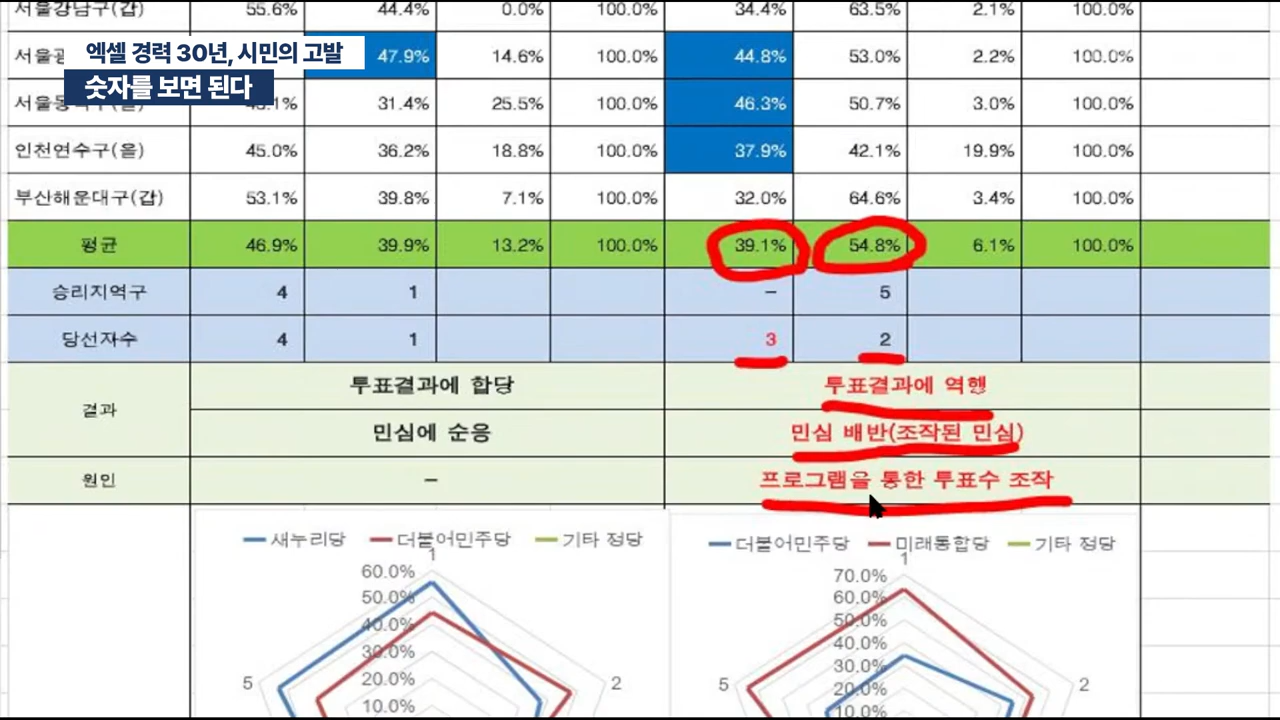 서울강남구(갑) 55.6% 44.4% 0.0% 100.0% 34.4% 63.5% 2.1% 100.0%
엑셀 경력 30년, 시민의 고발
서울 47.9% 14.6% 100.0% 44.8% 53.0% 2.2% 100.0%
숫자를 보면 된다
31.4% 25.5% 100.0% 46.3% 50.7% 3.0% 100.0%
인천연수구(을) 45.0% 36.2% 18.8% 100.0% 37.9% 42.1% 19.9% 100.0%
부산해운대구(갑) 53.1% 39.8% 7.1% 100.0% 32.0% 64.6% 3.4% 100.0%
평균 46.9% 39.9% 13.2% 100.0% 39.1% 54.8% 6.1% 100.0%
승리지역구 4 1 – 5
당선자수 4 1 3 2
결과 투표결과에 합당 투표결과에 역행
민심에 순응 민심 배반(조작된 민심)
원인 – 프로그램을 통한 투표수 조작
새누리당 더불어민주당 기타 정당
1
60.0%
50.0%
40.0%
30.0%
20.0%
10.0%
5 2
더불어민주당 미래통합당 기타 정당
1
70.0%
60.0%
50.0%
40.0%
30.0%
20.0%
10.0%
5 2